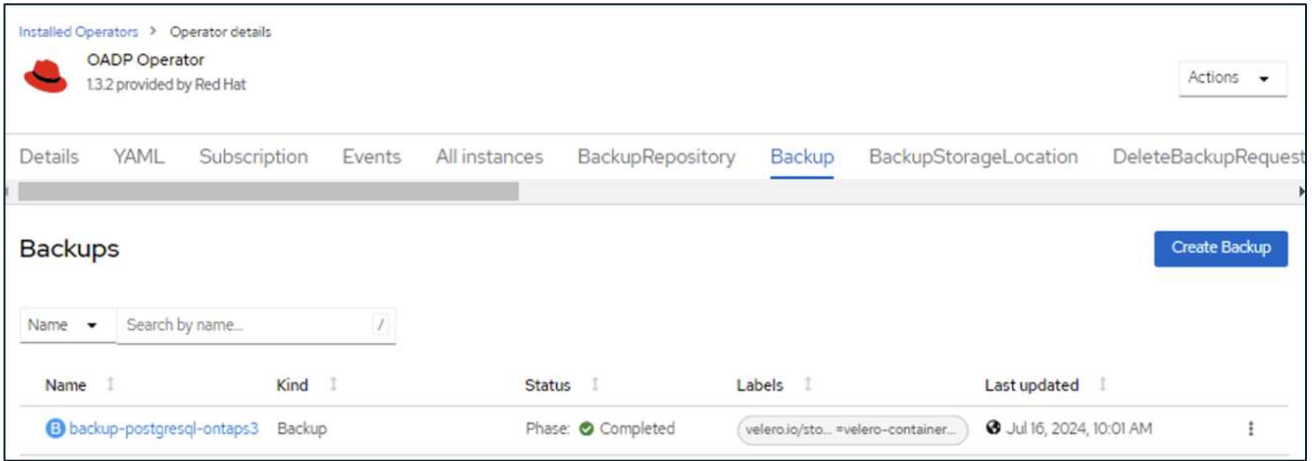 Installed Operators > Operator details
OADP Operator
1.3.2 provided by Red Hat
Actions
Details YAML Subscription Events All instances BackupRepository Backup BackupStorageLocation DeleteBackupRequest
Backups
Create Backup
Name Search by name... /
Name Kind Status Labels Last updated
B backup-postgresql-ontaps3 Backup Phase: Completed velero.io/sto... =velero-container... Jul 16, 2024, 10:01 AM